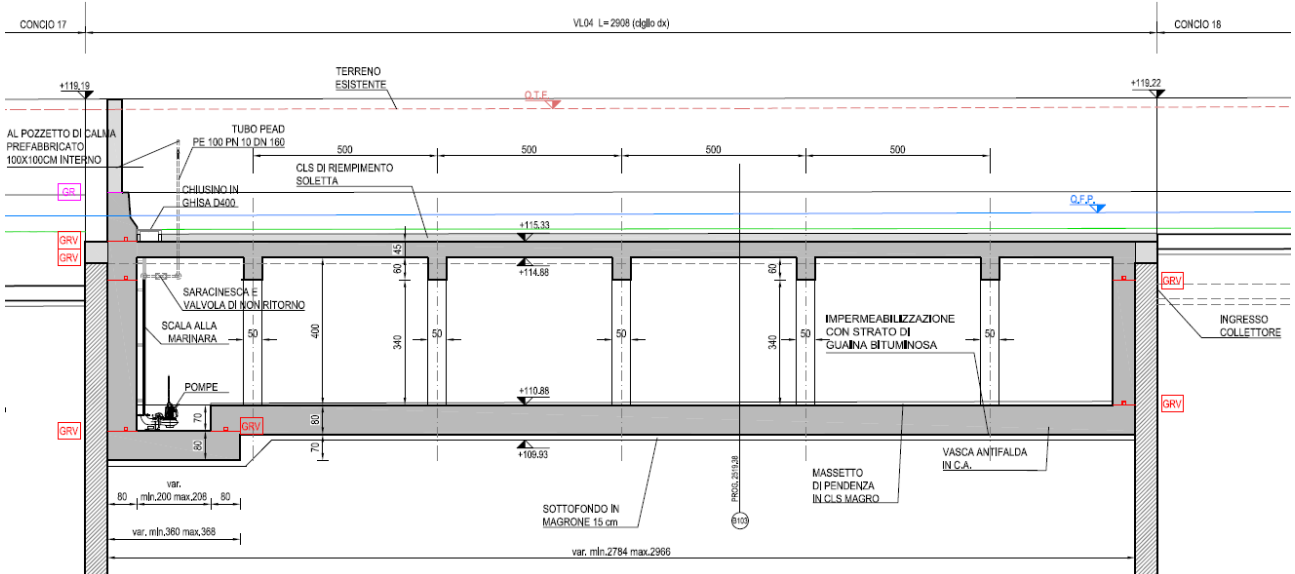 CONCIO 17
VL04 L= 2908 (ciglio dx)
CONCIO 18
+119.19
TERRENO
ESISTENTE
Q.T.F.
+119.22
AL POZZETTO DI CALMA
PREFABBRICATO
100X100CM INTERNO
TUBO PEAD
PE 100 PN 10 DN 160
500
500
500
500
CLS DI RIEMPIMENTO
SOLETTA
GR
CHIUSINO IN
GHISA D400
Q.F.P.
+115.33
GRV
GRV
45
60
+114.88
60
GRV
SARACINESCA E
VALVOLA DI NON RITORNO
SCALA ALLA
MARINARA
50
400
340
50
50
340
50
IMPERMEABILIZZAZIONE
CON STRATO DI
GUAINA BITUMINOSA
50
INGRESSO
COLLETTORE
POMPE
+110.88
GRV
GRV
70
GRV
80
80
70
+109.93
VASCA ANTIFALDA
IN C.A.
MASSETTO
DI PENDENZA
IN CLS MAGRO
PROG. 2519.38
B103
SOTTOFONDO IN
MAGRONE 15 cm
80
var.
min.200 max.208
80
var. min.360 max.368
var. min.2784 max.2966